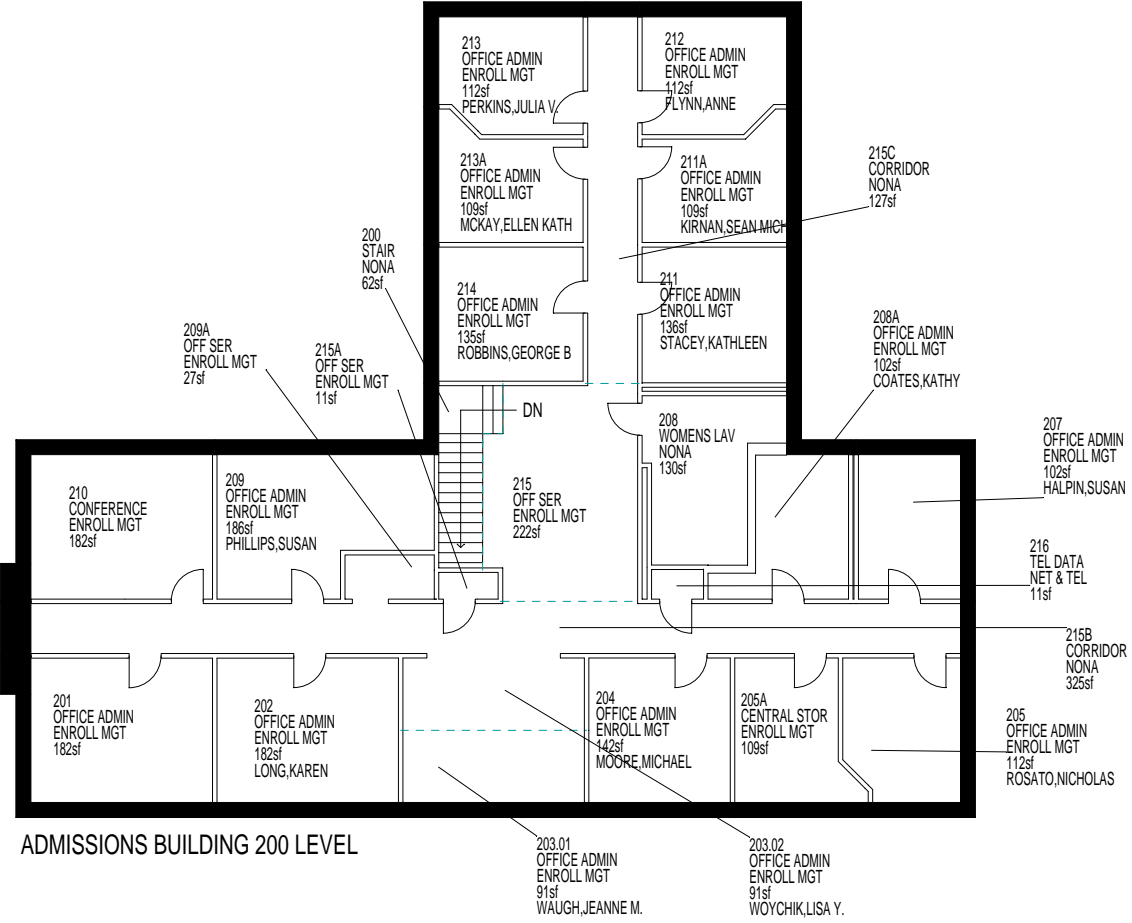 213
OFFICE ADMIN
ENROLL MGT
112sf
PERKINS,JULIA V.
212
OFFICE ADMIN
ENROLL MGT
112sf
FLYNN,ANNE
213A
OFFICE ADMIN
ENROLL MGT
109sf
MCKAY,ELLEN KATH
211A
OFFICE ADMIN
ENROLL MGT
109sf
KIRNAN,SEAN MICH
215C
CORRIDOR
NONA
127sf
200
STAIR
NONA
62sf
214
OFFICE ADMIN
ENROLL MGT
135sf
ROBBINS,GEORGE B
211
OFFICE ADMIN
ENROLL MGT
136sf
STACEY,KATHLEEN
209A
OFF SER
ENROLL MGT
27sf
215A
OFF SER
ENROLL MGT
11sf
208A
OFFICE ADMIN
ENROLL MGT
102sf
COATES,KATHY
DN
208
WOMENS LAV
NONA
130sf
207
OFFICE ADMIN
ENROLL MGT
102sf
HALPIN,SUSAN
210
CONFERENCE
ENROLL MGT
182sf
209
OFFICE ADMIN
ENROLL MGT
186sf
PHILLIPS,SUSAN
215
OFF SER
ENROLL MGT
222sf
216
TEL DATA
NET & TEL
11sf
215B
CORRIDOR
NONA
325sf
201
OFFICE ADMIN
ENROLL MGT
182sf
202
OFFICE ADMIN
ENROLL MGT
182sf
LONG,KAREN
204
OFFICE ADMIN
ENROLL MGT
142sf
MOORE,MICHAEL
205A
CENTRAL STOR
ENROLL MGT
109sf
205
OFFICE ADMIN
ENROLL MGT
112sf
ROSATO,NICHOLAS
ADMISSIONS BUILDING 200 LEVEL
203.01
OFFICE ADMIN
ENROLL MGT
91sf
WAUGH,JEANNE M.
203.02
OFFICE ADMIN
ENROLL MGT
91sf
WOYCHIK,LISA Y.